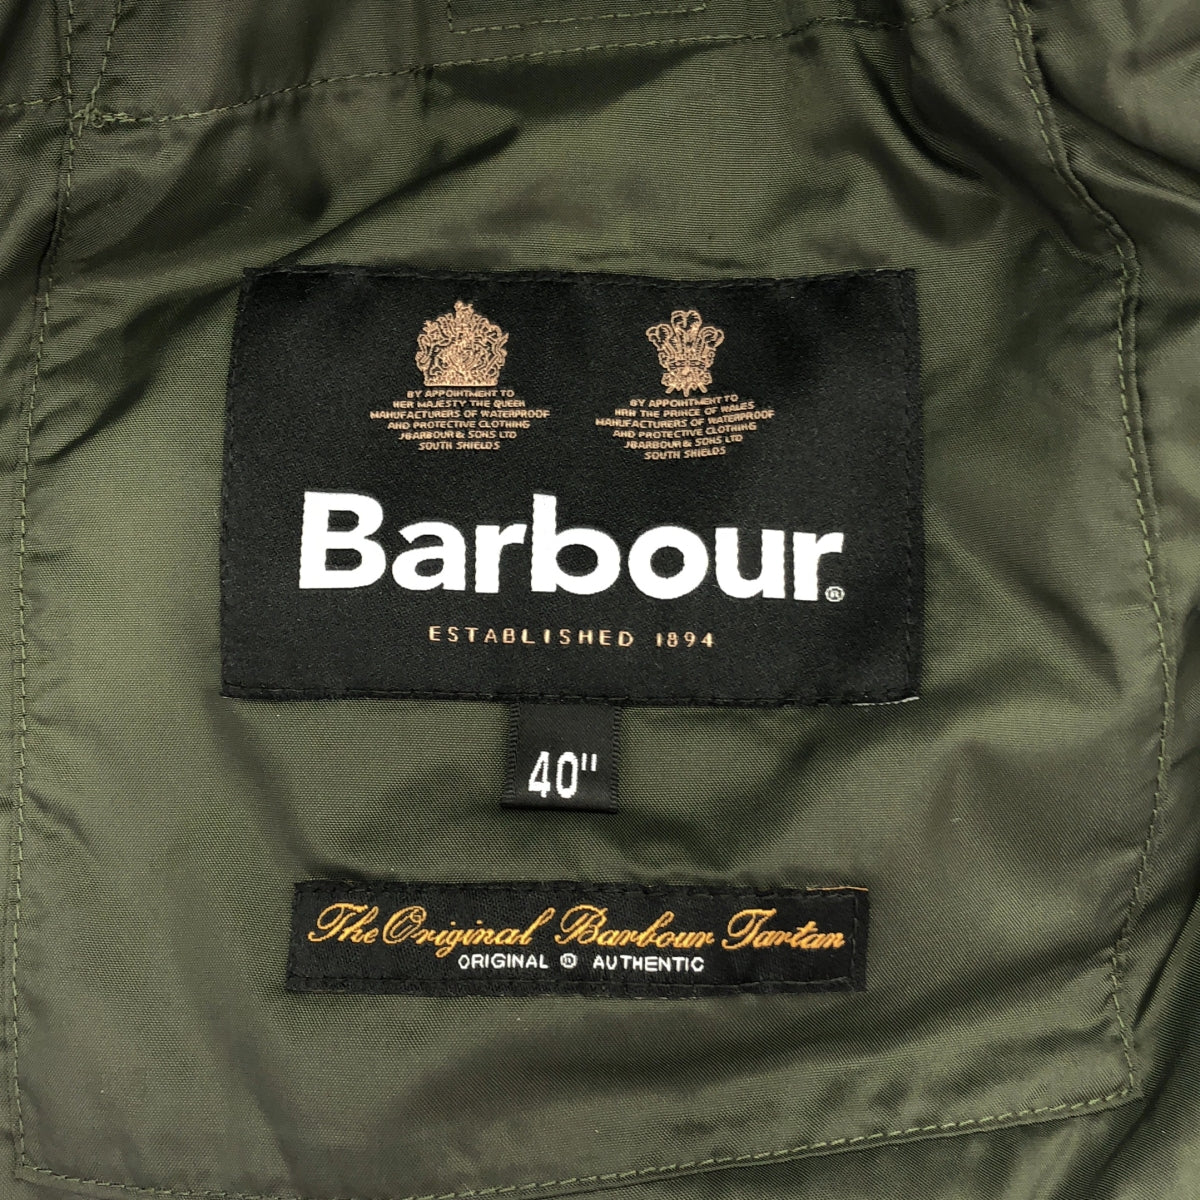 BY APPOINTMENT TO
HER MAJESTY THE QUEEN
MANUFACTURERS OF WATERPROOF
AND PROTECTIVE CLOTHING
JBARBOUR & SONS LTD
SOUTH SHIELDS
BY APPOINTMENT TO
HRH THE PRINCE OF WALES
MANUFACTURERS OF WATERPROOF
AND PROTECTIVE CLOTHING
JBARBOUR & SONS LTD
SOUTH SHIELDS
Barbour®
ESTABLISHED 1894
40"
The Original Barbour Tartan
ORIGINAL ® AUTHENTIC